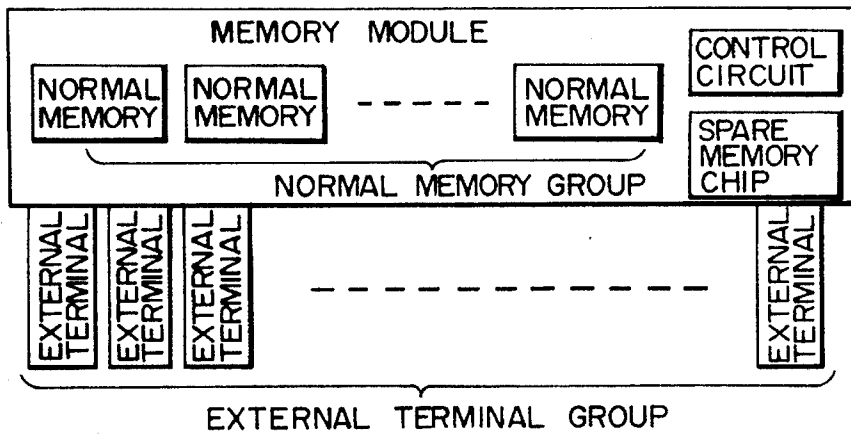 MEMORY MODULE
NORMAL
MEMORY
NORMAL
MEMORY
NORMAL
MEMORY
CONTROL
CIRCUIT
SPARE
MEMORY
CHIP
NORMAL MEMORY GROUP
EXTERNAL
TERMINAL
EXTERNAL
TERMINAL
EXTERNAL
TERMINAL
EXTERNAL
TERMINAL
EXTERNAL TERMINAL GROUP